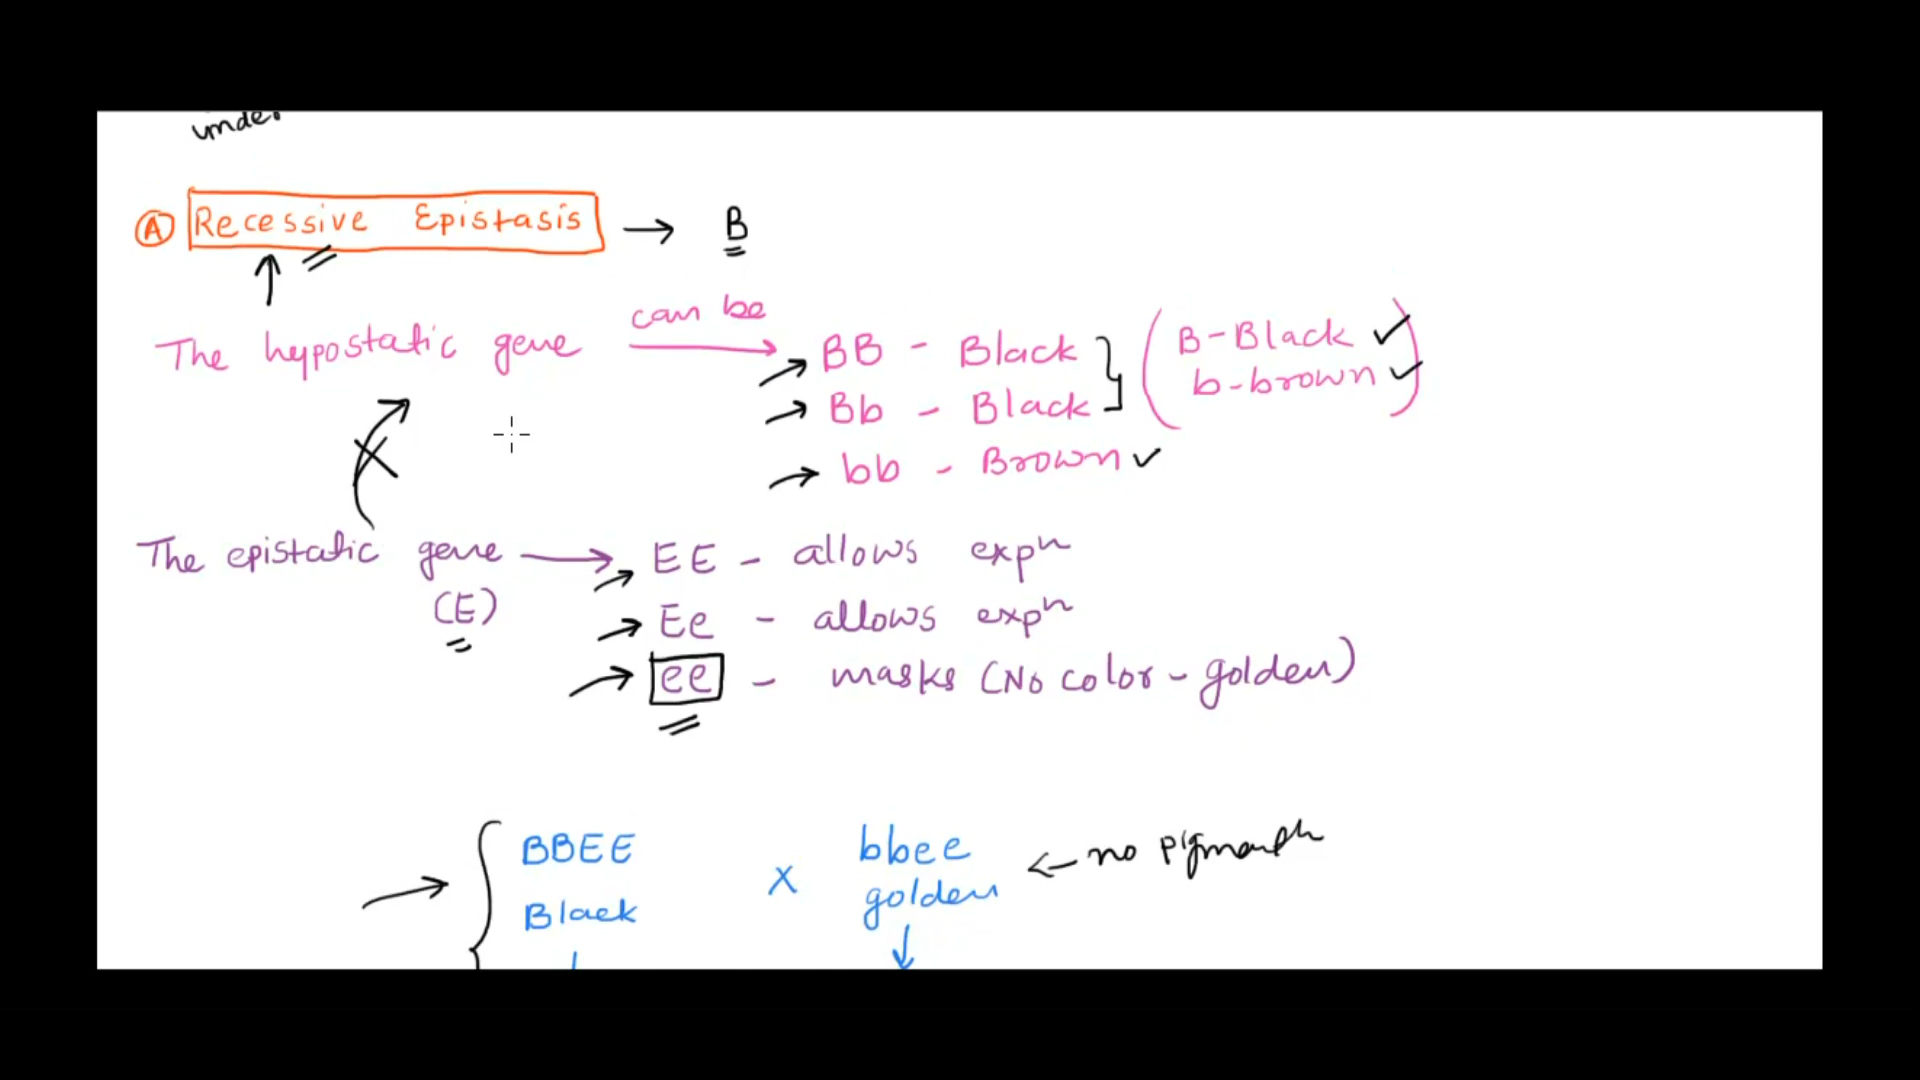 unde.
A Recessive Epistasis → B
The hypostatic gene can be → BB - Black
Bb - Black
bb - Brown ✓
(B-Black ✓
b-brown ✓)
The epistatic gene → EE - allows expn
(E)
Ee - allows expn
ee - masks (No color - golden)
BBEE x bbee ← no
Black golden